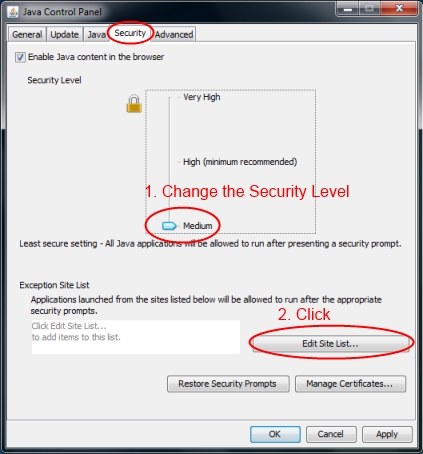 Java Control Panel
General Update Java Security Advanced
Enable Java content in the browser
Security Level
Very High
High (minimum recommended)
1. Change the Security Level
Medium
Least secure setting - All Java applications will be allowed to run after presenting a security prompt.
Exception Site List
Applications launched from the sites listed below will be allowed to run after the appropriate
security prompts.
2. Click
Click Edit Site List...
to add items to this list.
Edit Site List...
Restore Security Prompts Manage Certificates...
OK Cancel Apply